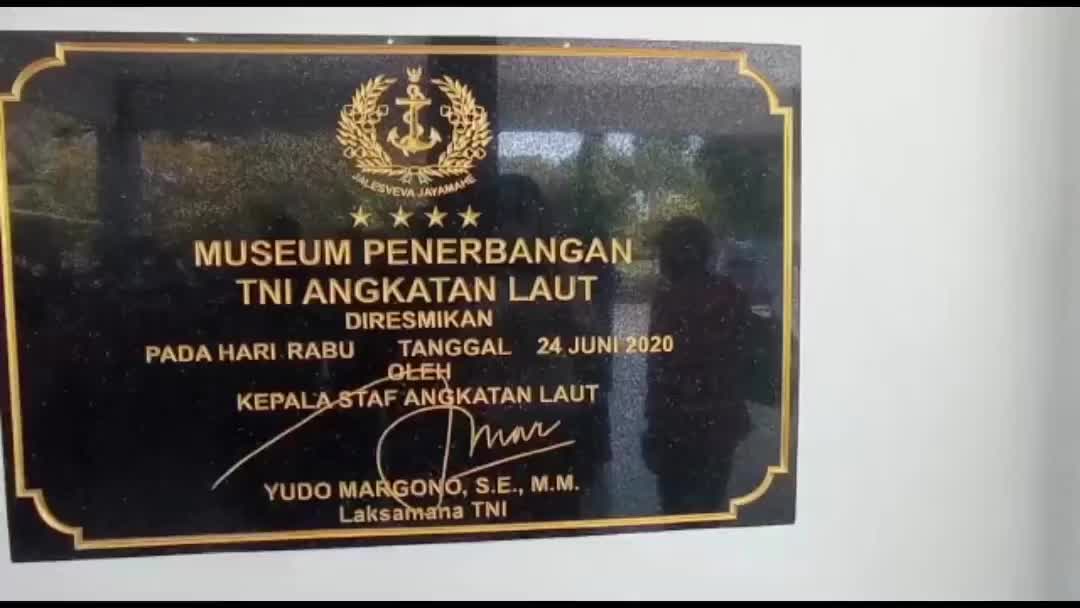 JALESVEVA JAYAMAHE
MUSEUM PENERBANGAN
TNI ANGKATAN LAUT
DIRESMIKAN
PADA HARI RABU TANGGAL 24 JUNI 2020
OLEH
KEPALA STAF ANGKATAN LAUT
YUDO MARGONO, S.E., M.M.
Laksamana TNI